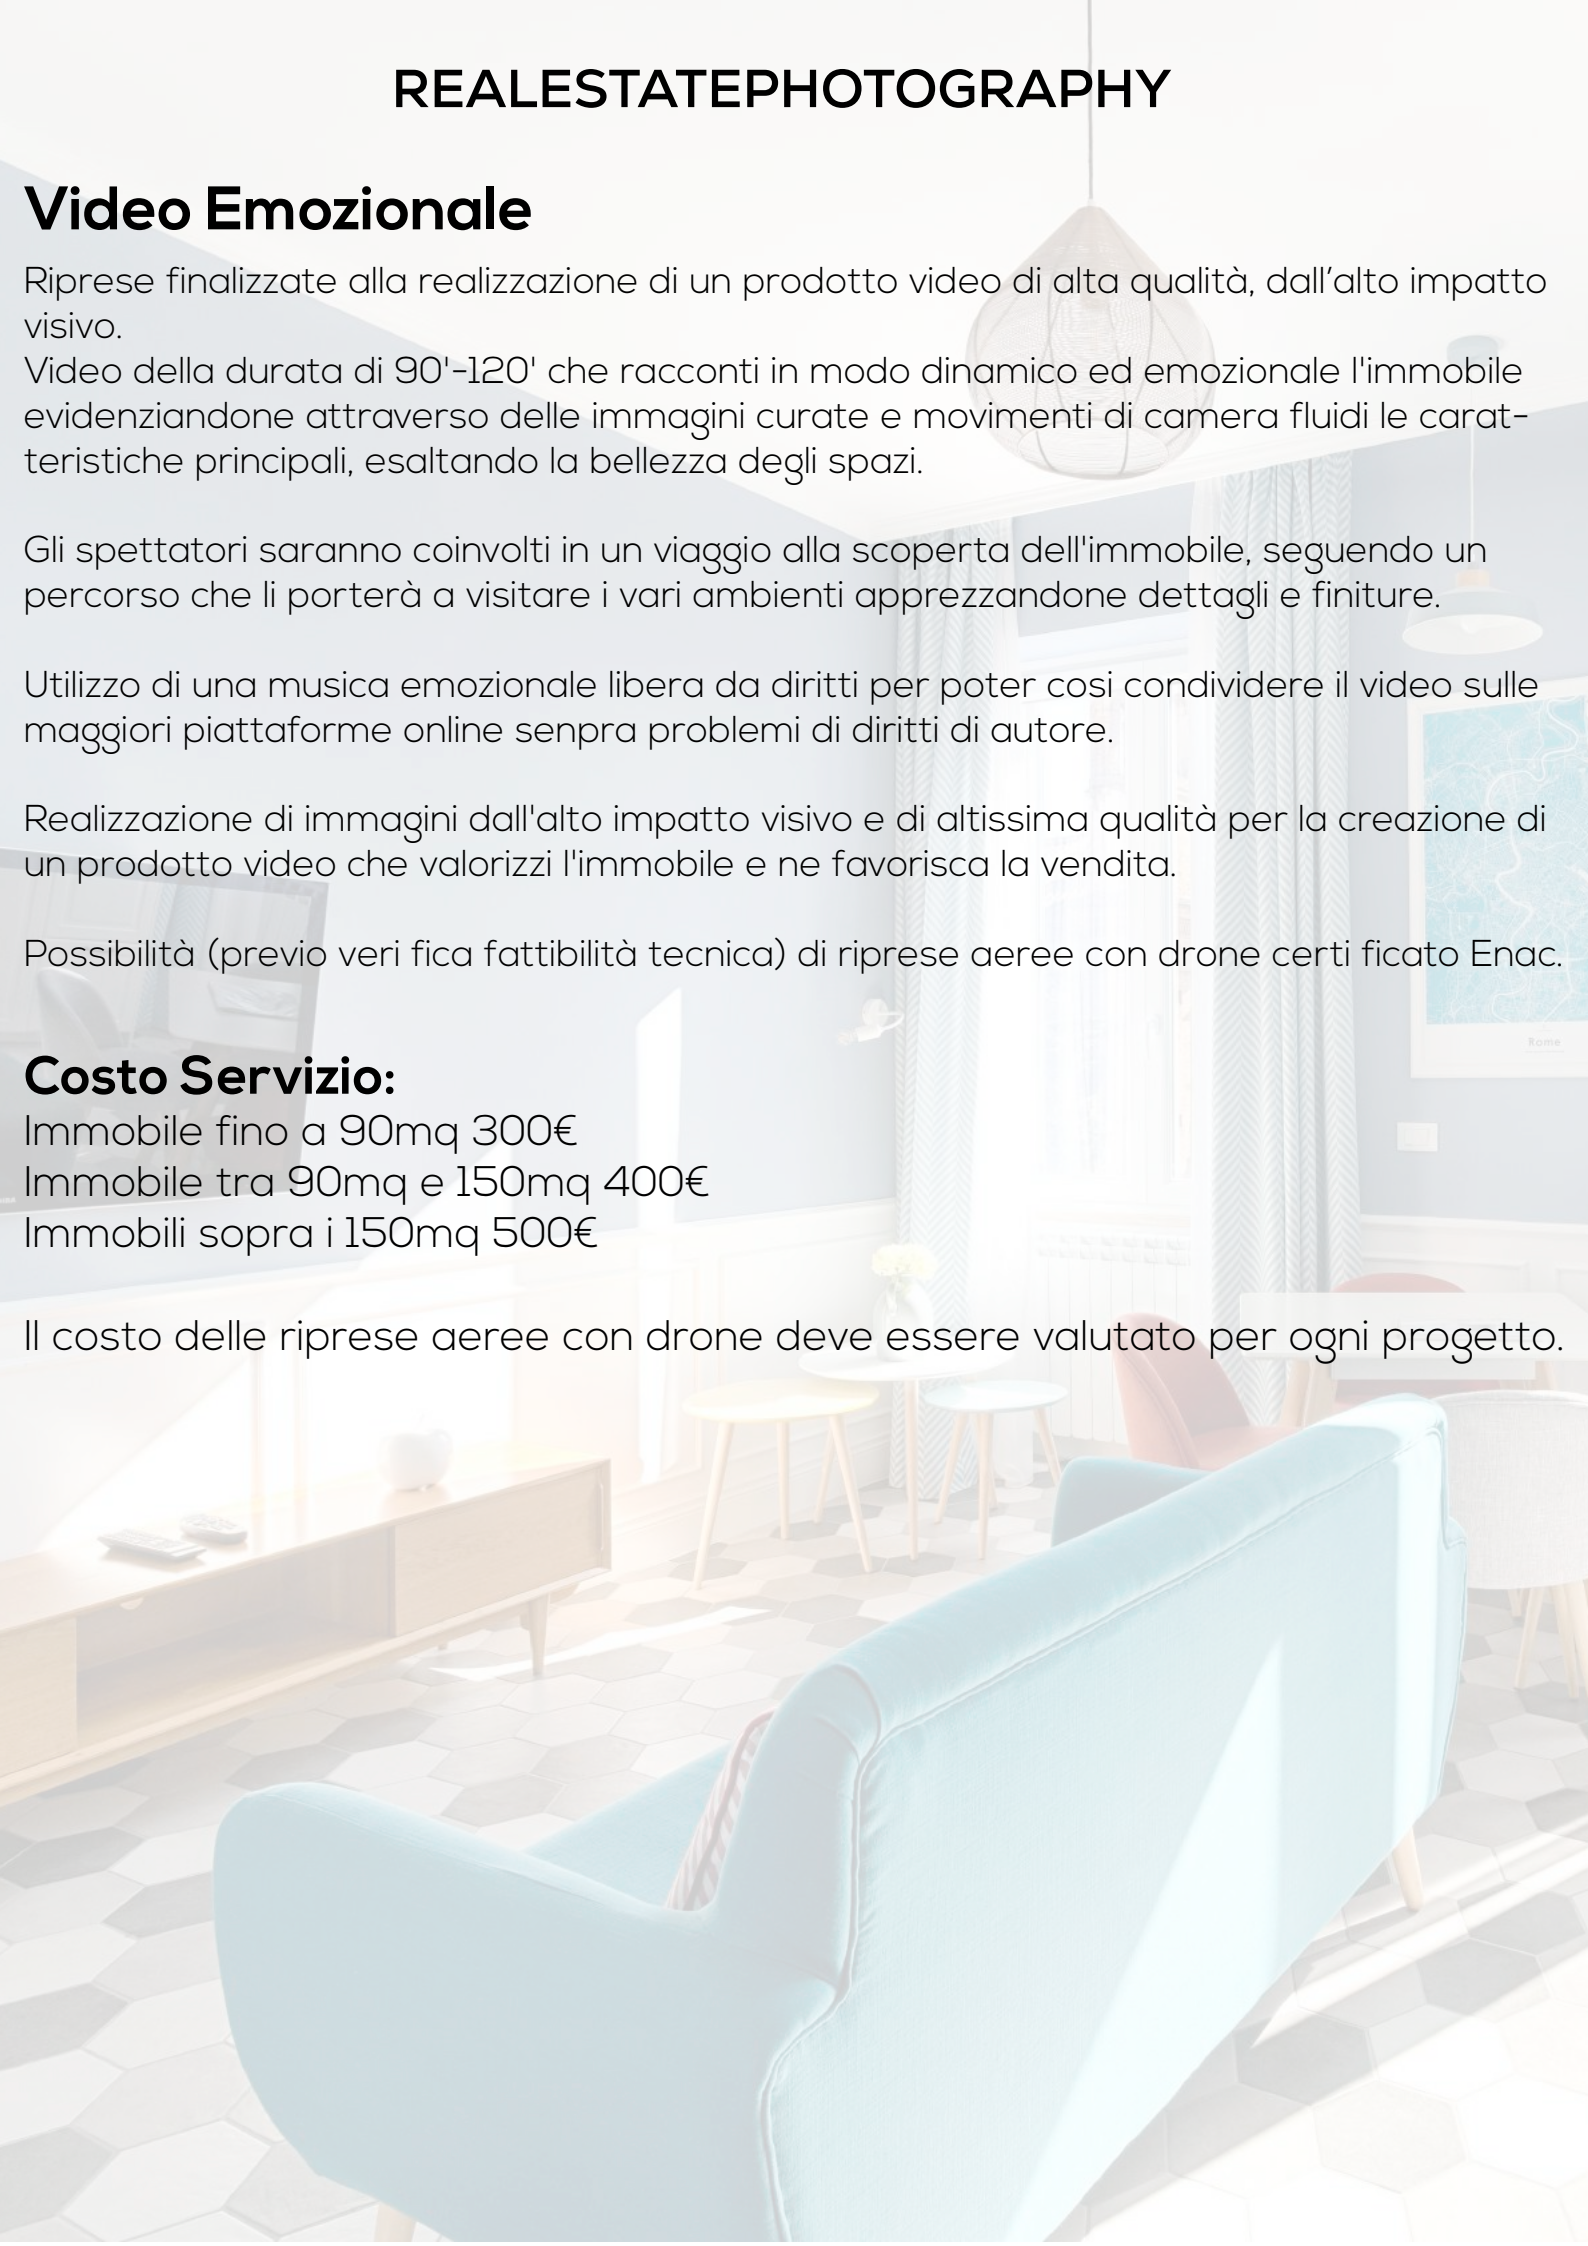 REALESTATEPHOTOGRAPHY
Video Emozionale
Riprese finalizzate alla realizzazione di un prodotto video di alta qualità, dall’alto impatto
visivo.
Video della durata di 90'-120' che racconti in modo dinamico ed emozionale l'immobile
evidenziandone attraverso delle immagini curate e movimenti di camera fluidi le carat-
teristiche principali, esaltando la bellezza degli spazi.
Gli spettatori saranno coinvolti in un viaggio alla scoperta dell'immobile, seguendo un
percorso che li porterà a visitare i vari ambienti apprezzandone dettagli e finiture.
Utilizzo di una musica emozionale libera da diritti per poter cosi condividere il video sulle
maggiori piattaforme online senpra problemi di diritti di autore.
Realizzazione di immagini dall'alto impatto visivo e di altissima qualità per la creazione di
un prodotto video che valorizzi l'immobile e ne favorisca la vendita.
Possibilità (previo veri fica fattibilità tecnica) di riprese aeree con drone certi ficato Enac.
Rome
Costo Servizio:
Immobile fino a 90mq 300€
Immobile tra 90mq e 150mq 400€
Immobili sopra i 150mq 500€
Il costo delle riprese aeree con drone deve essere valutato per ogni progetto.